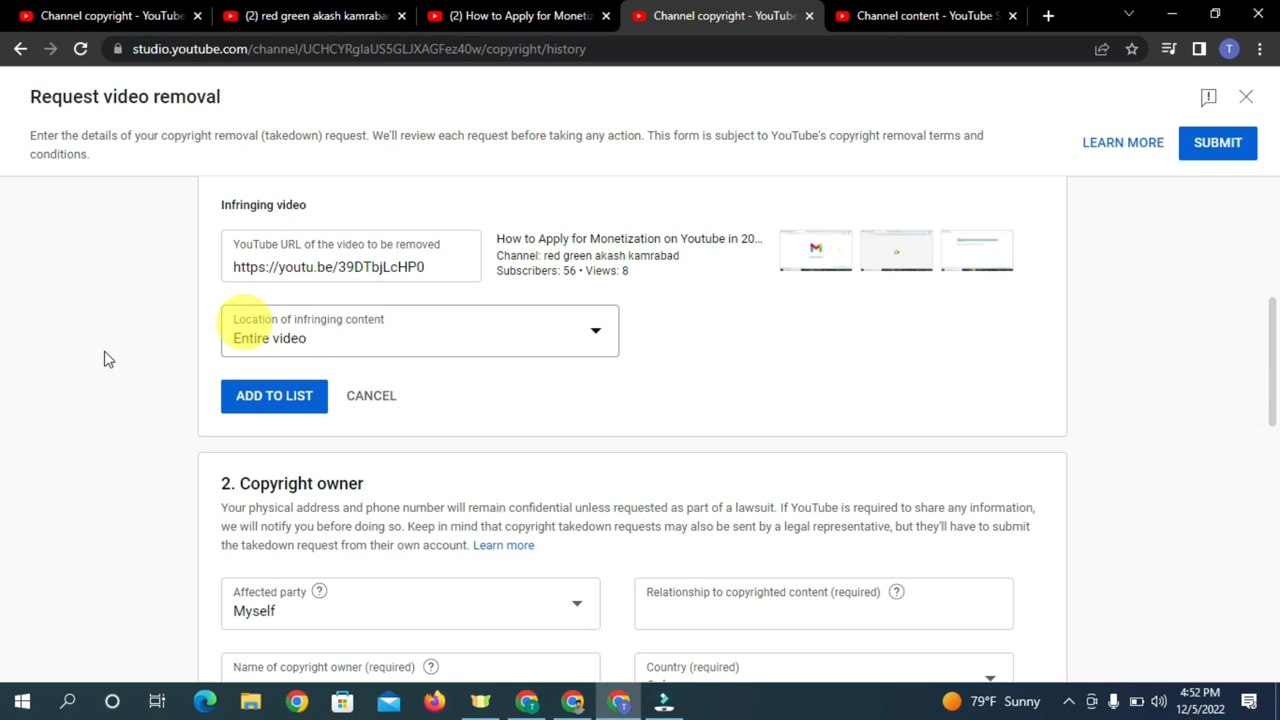 Channel copyright - YouTube
(2) red green akash kamrabad
(2) How to Apply for Monetiz
Channel copyright - YouTube
Channel content - YouTube S
studio.youtube.com/channel/UCHCYRglaUS5GLJXAGFez40w/copyright/history
T
Request video removal
Enter the details of your copyright removal (takedown) request. We'll review each request before taking any action. This form is subject to YouTube's copyright removal terms and
conditions.
LEARN MORE
SUBMIT
Infringing video
YouTube URL of the video to be removed
https://youtu.be/39DTbjLcHP0
How to Apply for Monetization on Youtube in 20...
Channel: red green akash kamrabad
Subscribers: 56 • Views: 8
Location of infringing content
Entire video
ADD TO LIST
CANCEL
2. Copyright owner
Your physical address and phone number will remain confidential unless requested as part of a lawsuit. If YouTube is required to share any information,
we will notify you before doing so. Keep in mind that copyright takedown requests may also be sent by a legal representative, but they'll have to submit
the takedown request from their own account. Learn more
Affected party
Myself
Relationship to copyrighted content (required)
Name of copyright owner (required)
Country (required)
79°F Sunny
4:52 PM
12/5/2022